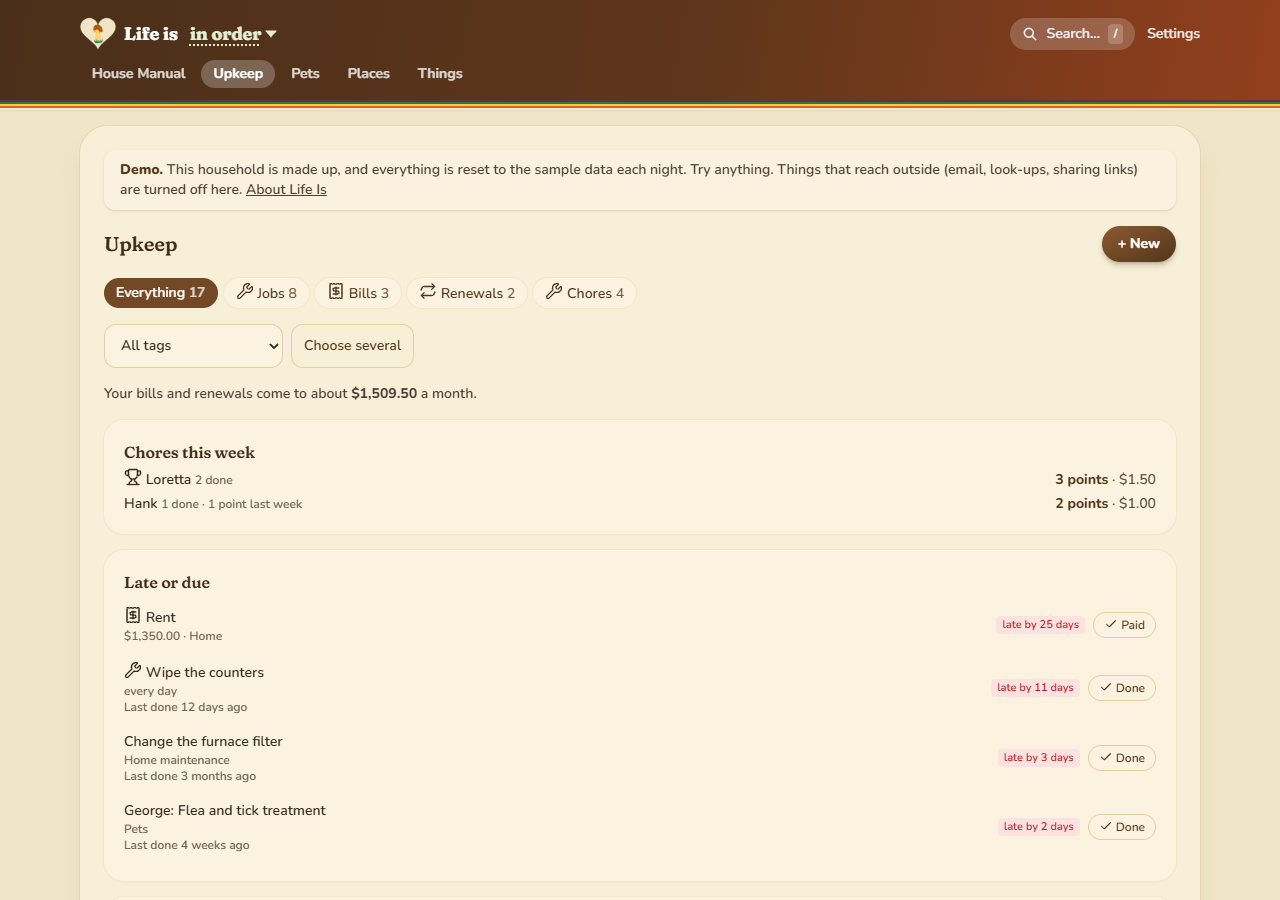 Life is in order
Search... /
Settings
House Manual
Upkeep
Pets
Places
Things
Demo. This household is made up, and everything is reset to the sample data each night. Try anything. Things that reach outside (email, look-ups, sharing links)
are turned off here. About Life Is
Upkeep
+ New
Everything 17
Jobs 8
Bills 3
Renewals 2
Chores 4
All tags
Choose several
Your bills and renewals come to about $1,509.50 a month.
Chores this week
Loretta 2 done
3 points · $1.50
Hank 1 done · 1 point last week
2 points · $1.00
Late or due
Rent
$1,350.00 · Home
late by 25 days
Paid
Wipe the counters
every day
Last done 12 days ago
late by 11 days
Done
Change the furnace filter
Home maintenance
Last done 3 months ago
late by 3 days
Done
George: Flea and tick treatment
Pets
Last done 4 weeks ago
late by 2 days
Done